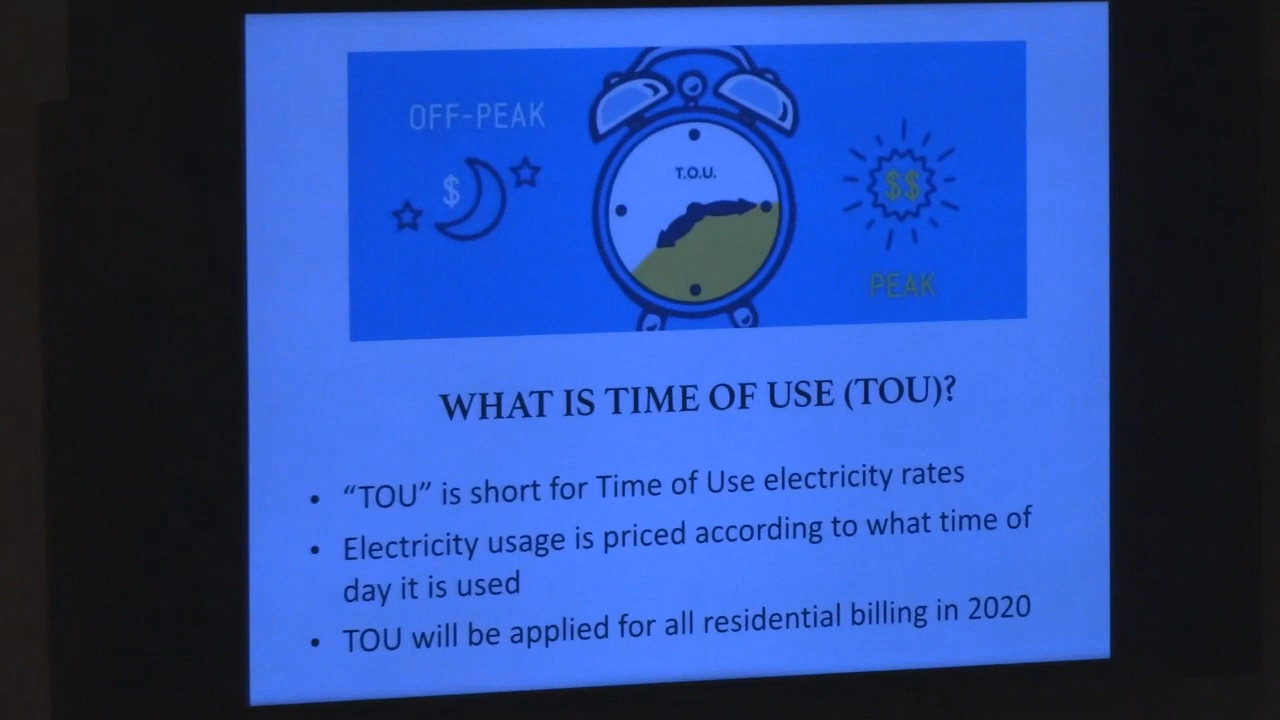 OFF-PEAK
$
T.O.U.
$$
PEAK
WHAT IS TIME OF USE (TOU)?
• “TOU” is short for Time of Use electricity rates
• Electricity usage is priced according to what time of
day it is used
• TOU will be applied for all residential billing in 2020